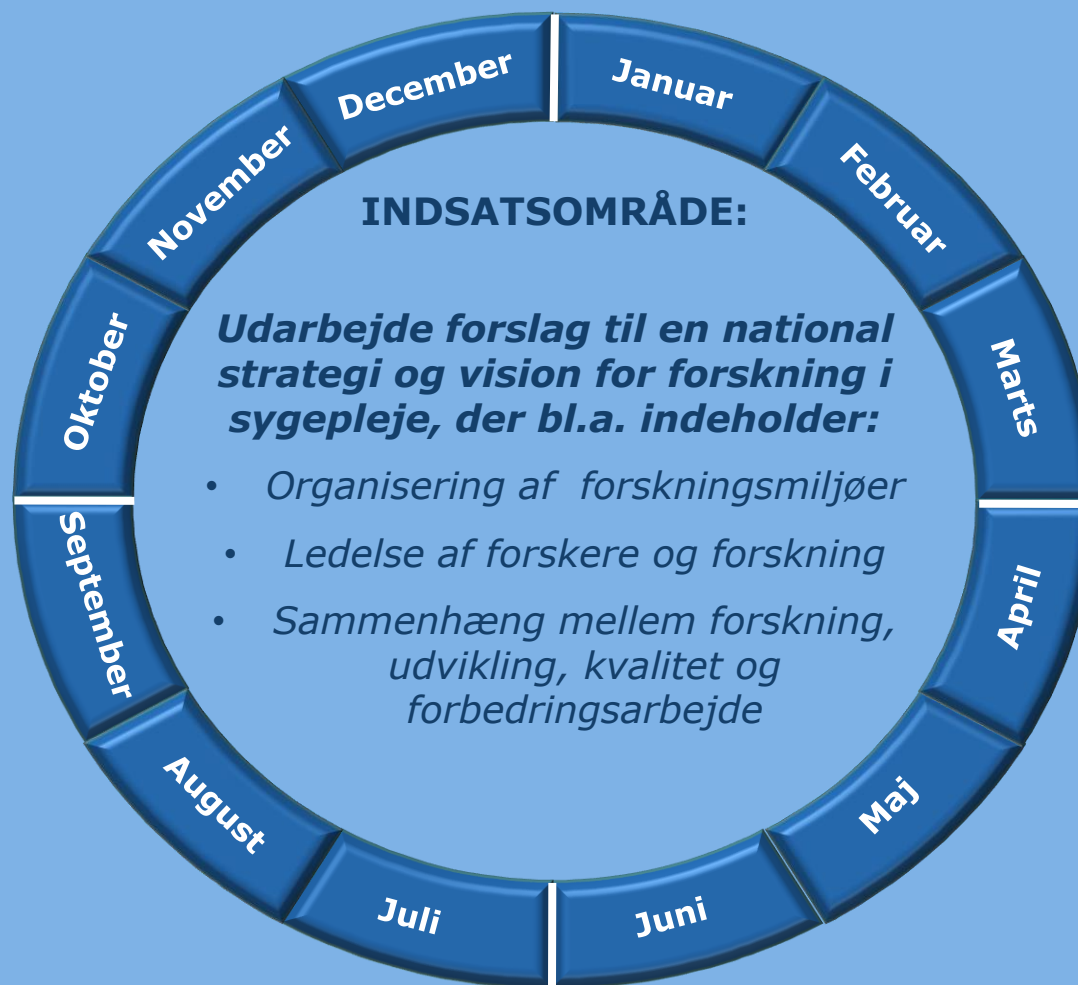 Januar
Februar
Marts
April
Maj
Juni
Juli
August
September
Oktober
November
December
INDSATSOMRÅDE:
Udarbejde forslag til en national
strategi og vision for forskning i
sygepleje, der bl.a. indeholder:
• Organisering af forskningsmiljøer
• Ledelse af forskere og forskning
• Sammenhæng mellem forskning,
udvikling, kvalitet og
forbedringsarbejde